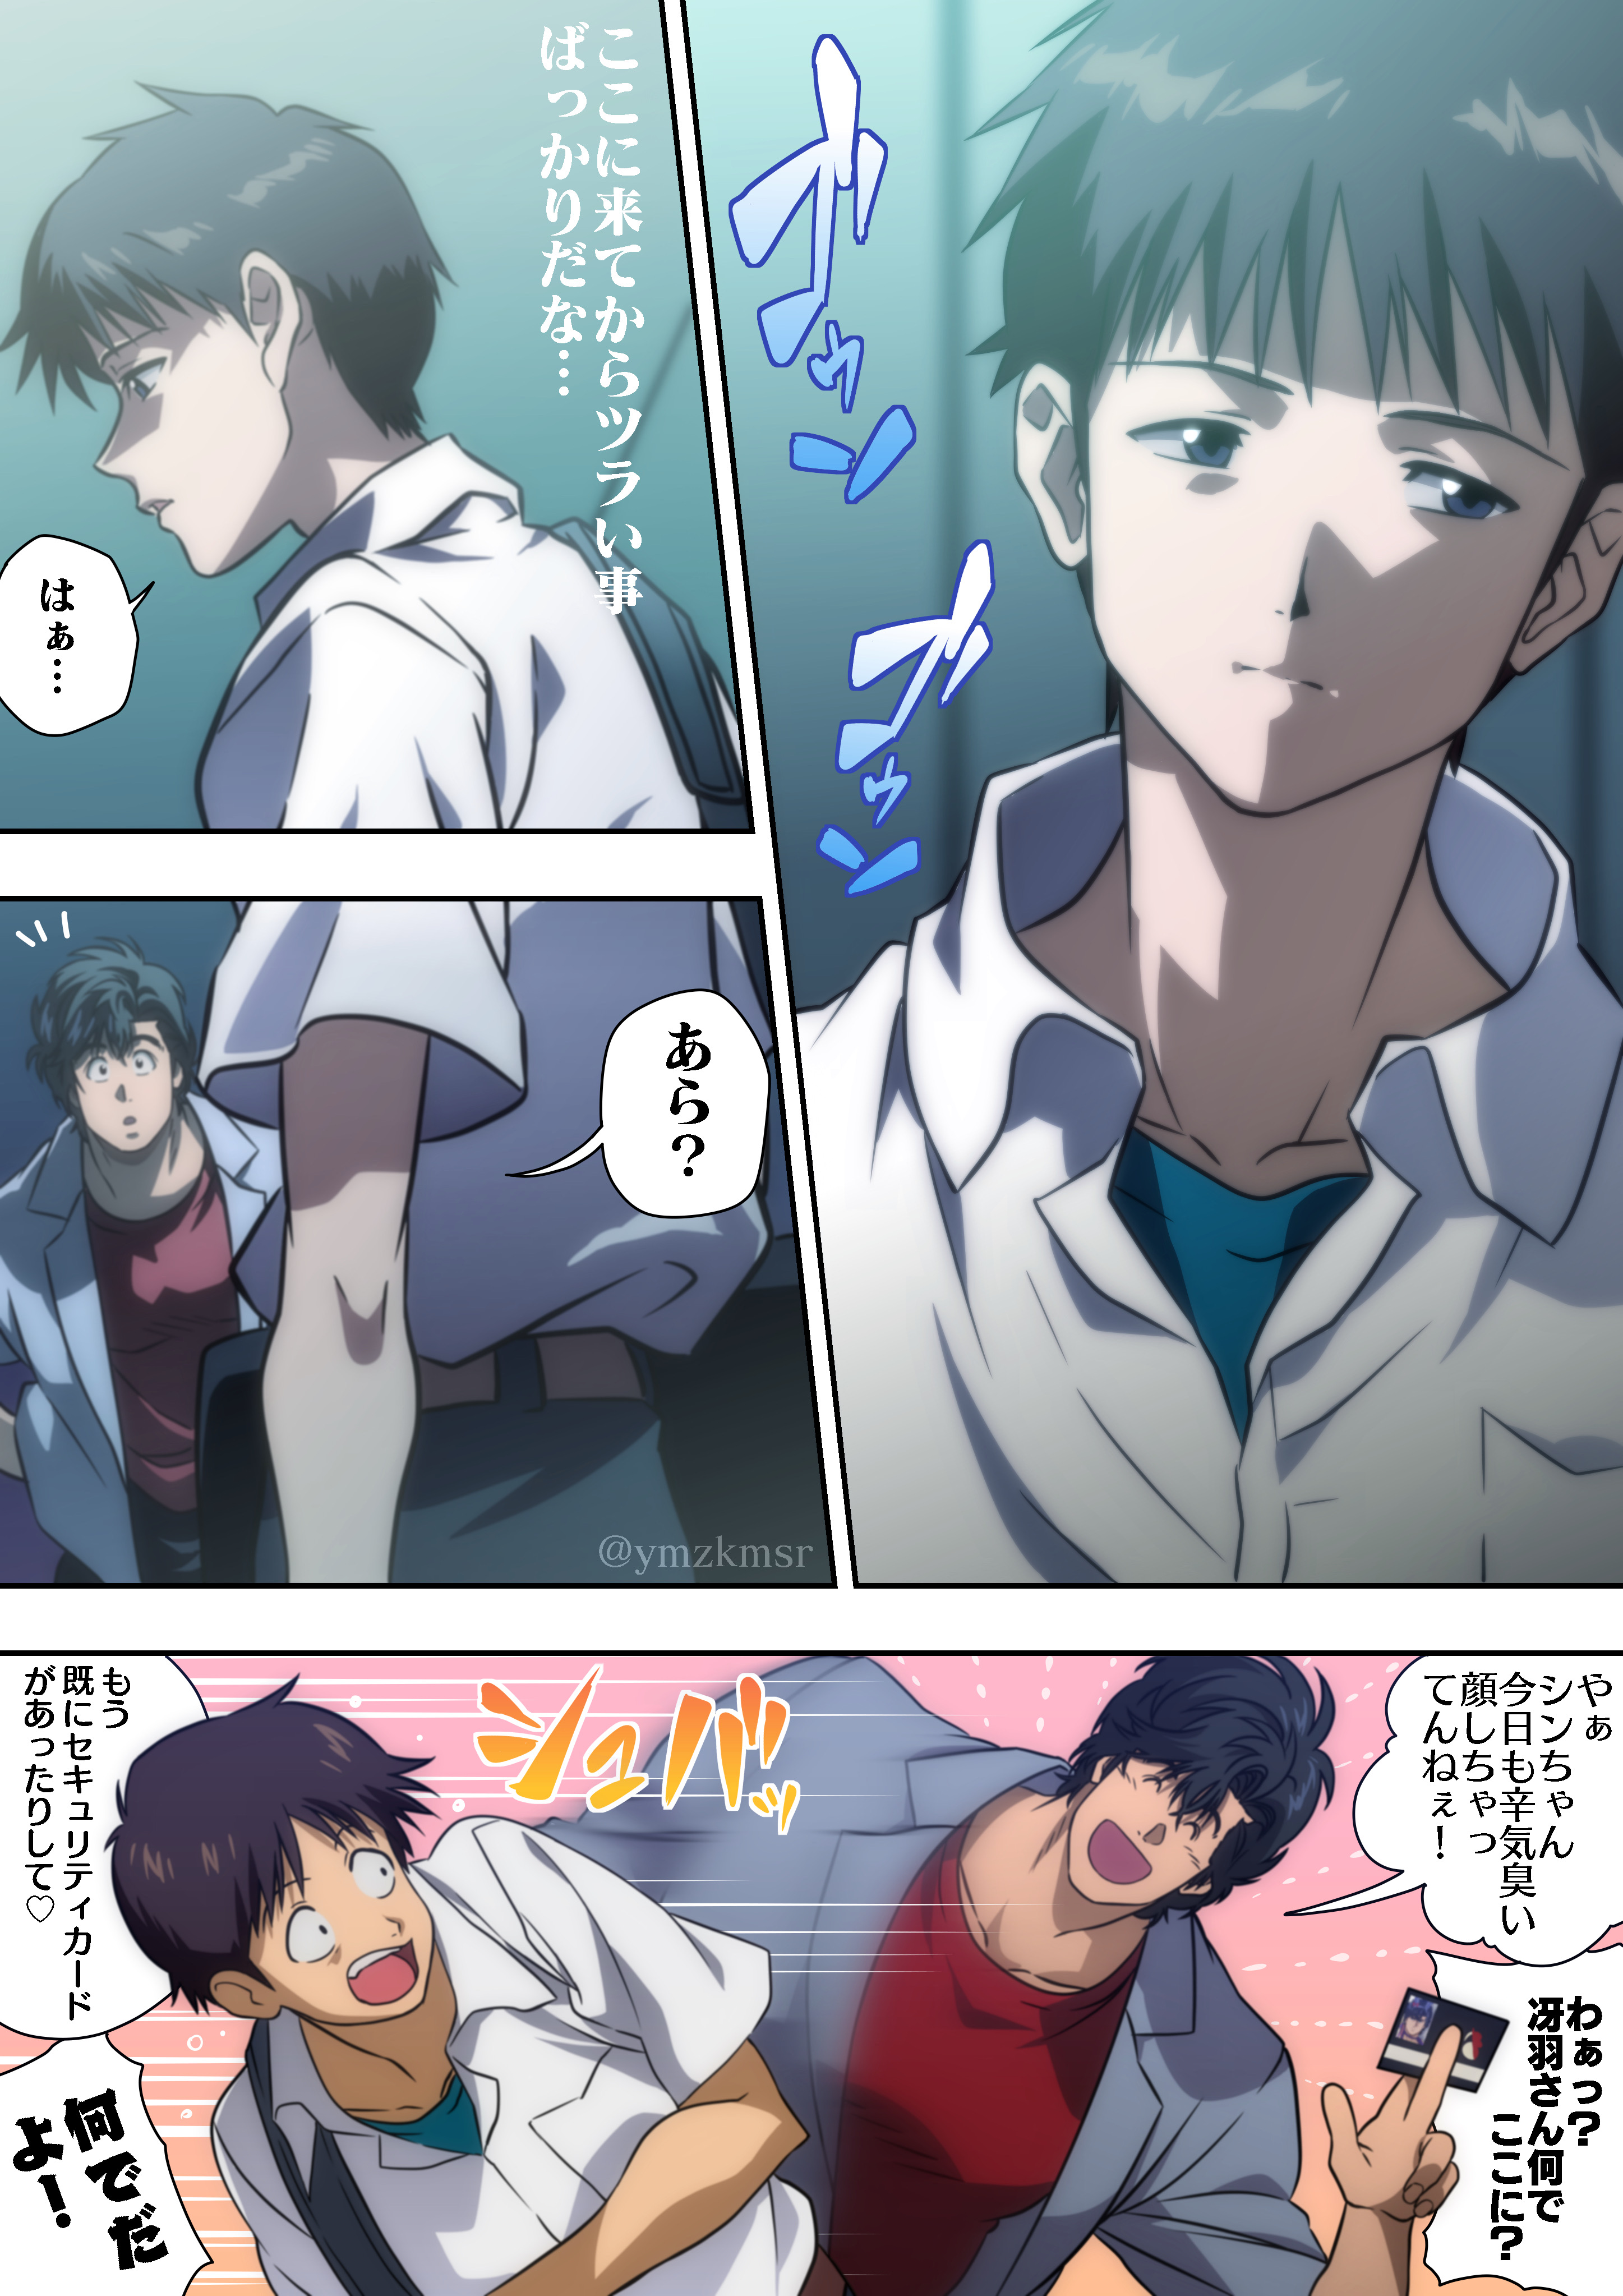 ゴゥン
ゴゥン
ここに来てからツラい事
ばっかりだな…
はぁ…
あら?
@ymzkmsr
やぁ
シンちゃん
今日も辛気臭い
顔しちゃっ
てんねぇ!
わぁっ?
冴羽さん何で
ここに?
シュバッ
もう
既にセキュリティカード
があったりして♡
何でだ
よ!